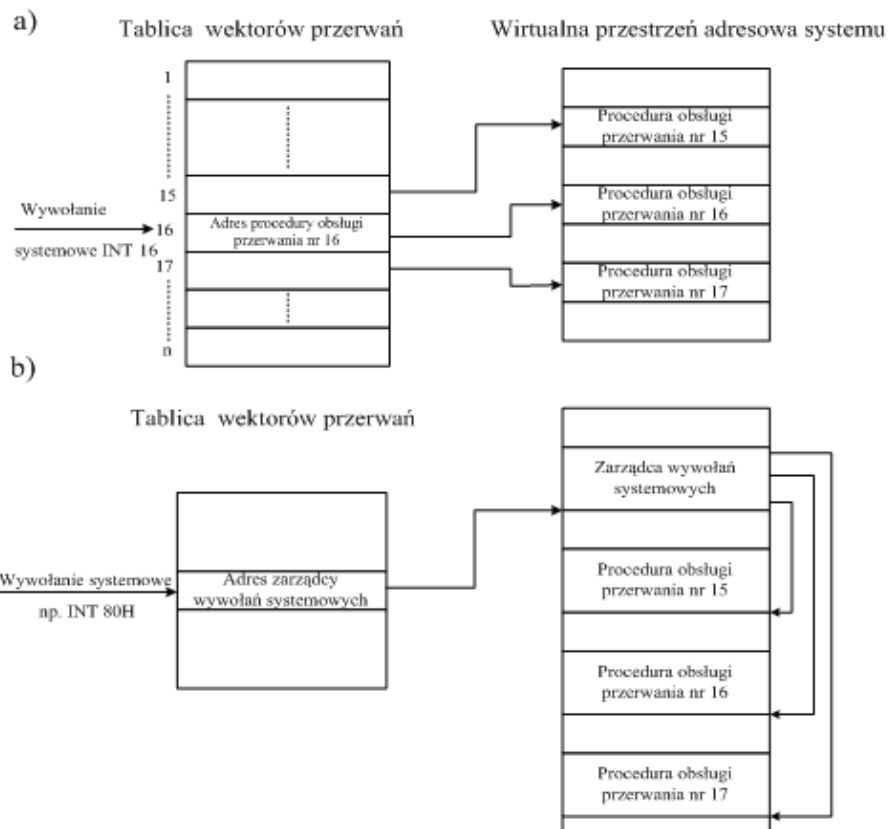 a)
Tablica wektorów przerwań
Wirtualna przestrzeń adresowa systemu
1
15
Wywołanie
16
systemowe INT 16
17
n
Adres procedury obsługi
przerwania nr 16
Procedura obsługi
przerwania nr 15
Procedura obsługi
przerwania nr 16
Procedura obsługi
przerwania nr 17
b)
Tablica wektorów przerwań
Wywołanie systemowe
np. INT 80H
Adres zarządcy
wywołań systemowych
Zarządca wywołań
systemowych
Procedura obsługi
przerwania nr 15
Procedura obsługi
przerwania nr 16
Procedura obsługi
przerwania nr 17